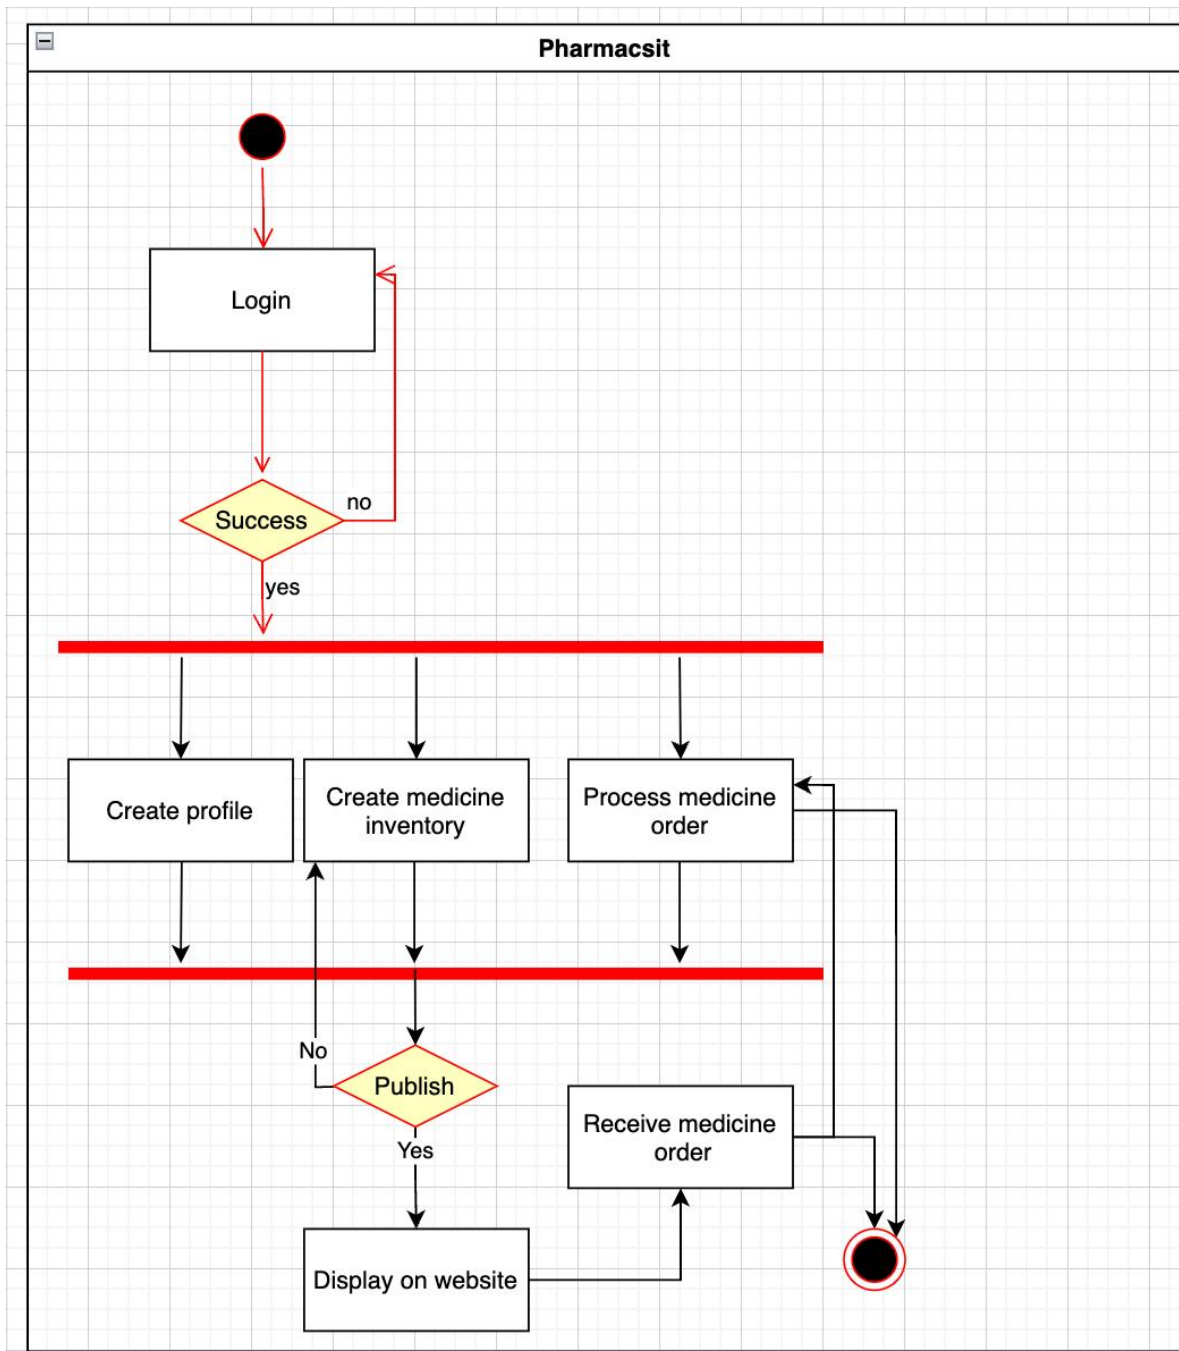 Pharmacsit
Login
no
Success
yes
Create profile
Create medicine
inventory
Process medicine
order
No
Publish
Yes
Receive medicine
order
Display on website